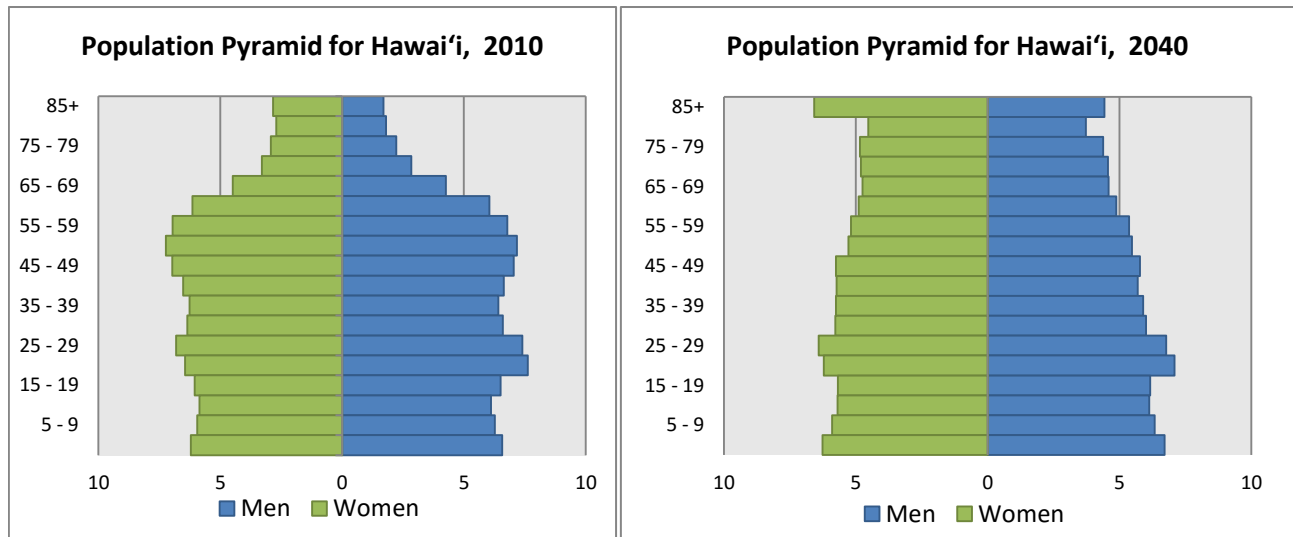 Population Pyramid for Hawai‘i, 2010
85+
75 - 79
65 - 69
55 - 59
45 - 49
35 - 39
25 - 29
15 - 19
5 - 9
10 5 0 5 10
Men Women
Population Pyramid for Hawai‘i, 2040
85+
75 - 79
65 - 69
55 - 59
45 - 49
35 - 39
25 - 29
15 - 19
5 - 9
10 5 0 5 10
Men Women